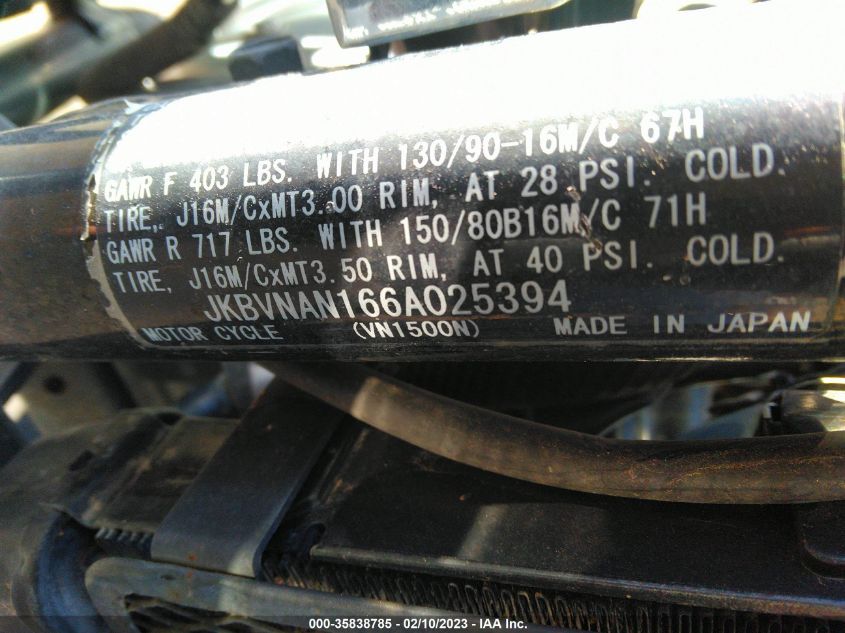 GAWR F 403 LBS. WITH 130/90-16M/C 67H
TIRE, J16M/CxMT3.00 RIM, AT 28 PSI. COLD.
GAWR R 717 LBS. WITH 150/80B16M/C 71H
TIRE, J16M/CxMT3.50 RIM, AT 40 PSI. COLD.
JKBVNAN166A025394
MOTOR CYCLE (VN1500N) MADE IN JAPAN
000-35838785 - 02/10/2023 - IAA Inc.